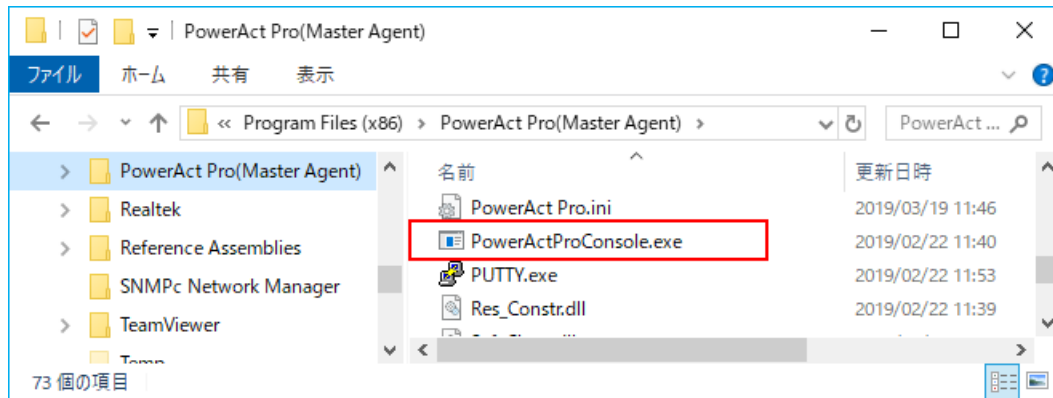 PowerAct Pro(Master Agent)
ファイル ホーム 共有 表示
« Program Files (x86) > PowerAct Pro(Master Agent) > PowerAct ...
PowerAct Pro(Master Agent)
Realtek
Reference Assemblies
SNMPc Network Manager
TeamViewer
Temp
名前 更新日時
PowerAct Pro.ini 2019/03/19 11:46
PowerActProConsole.exe 2019/02/22 11:40
PUTTY.exe 2019/02/22 11:53
Res_Constr.dll 2019/02/22 11:39
73 個の項目